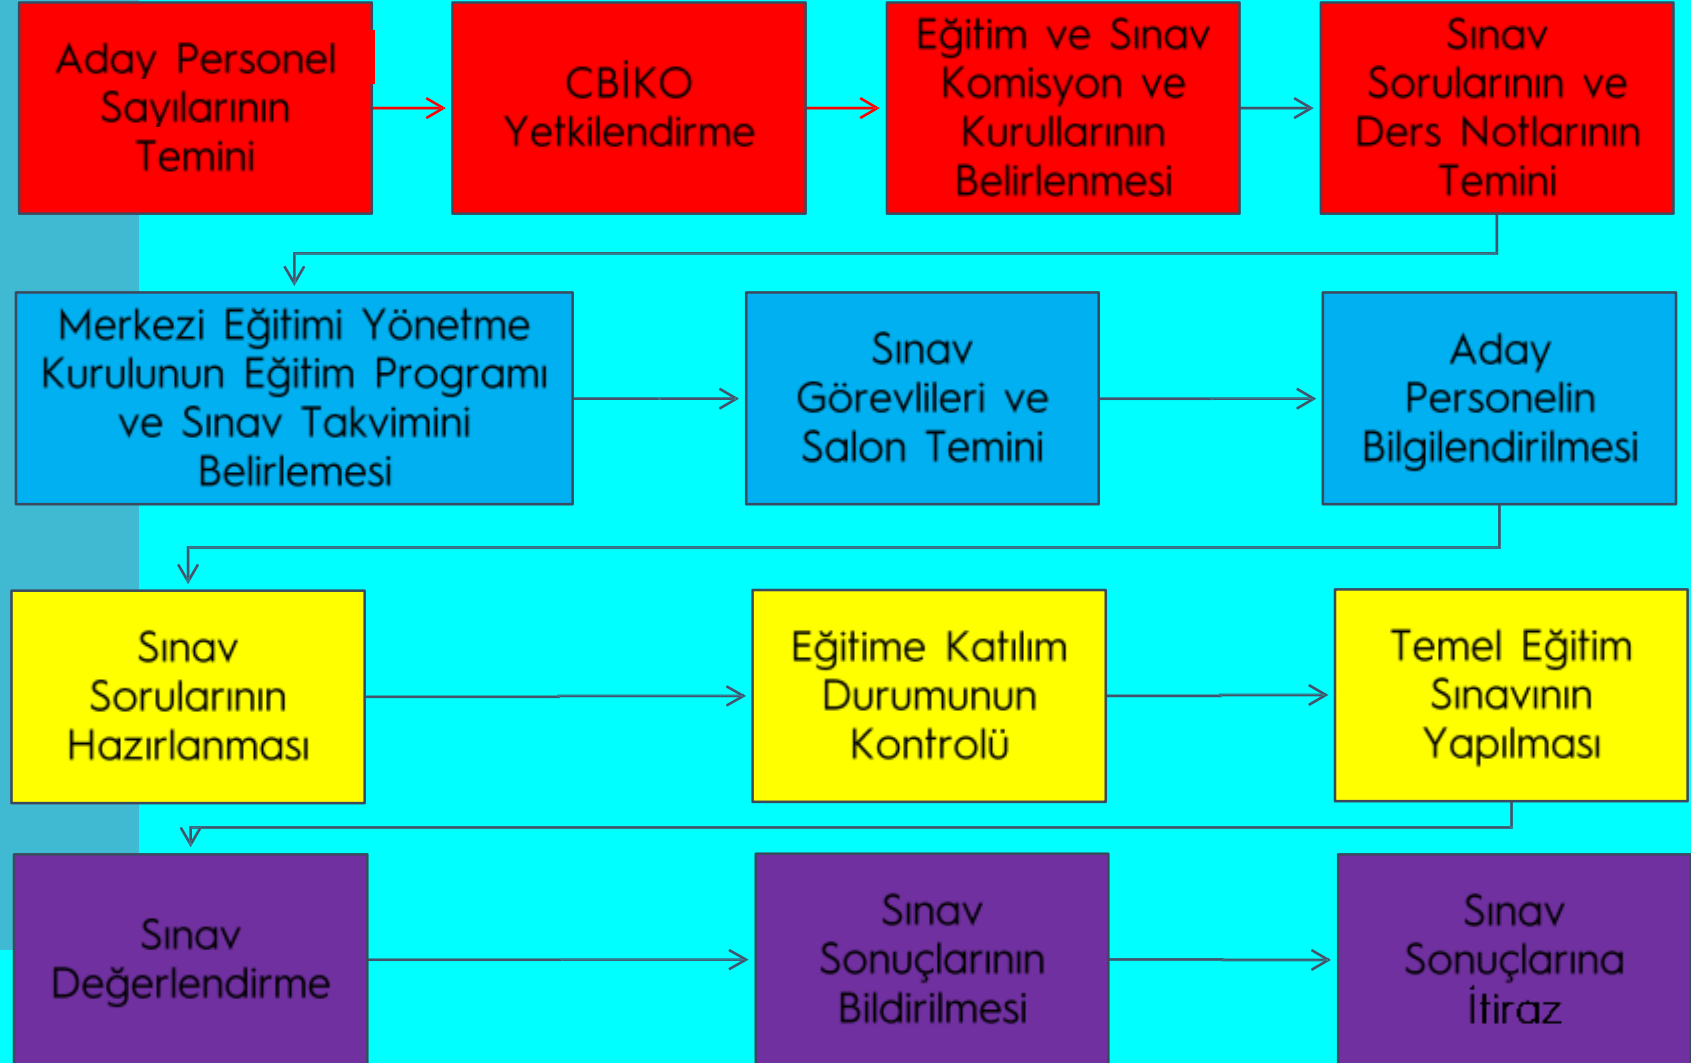 Aday Personel
Sayılarının
Temini
CBİKO
Yetkilendirme
Eğitim ve Sınav
Komisyon ve
Kurullarının
Belirlenmesi
Sınav
Sorularının ve
Ders Notlarının
Temini
Merkezi Eğitimi Yönetme
Kurulunun Eğitim Programı
ve Sınav Takvimini
Belirlemesi
Sınav
Görevlileri ve
Salon Temini
Aday
Personelin
Bilgilendirilmesi
Sınav
Sorularının
Hazırlanması
Eğitime Katılım
Durumunun
Kontrolü
Temel Eğitim
Sınavının
Yapılması
Sınav
Değerlendirme
Sınav
Sonuçlarının
Bildirilmesi
Sınav
Sonuçlarına
İtiraz